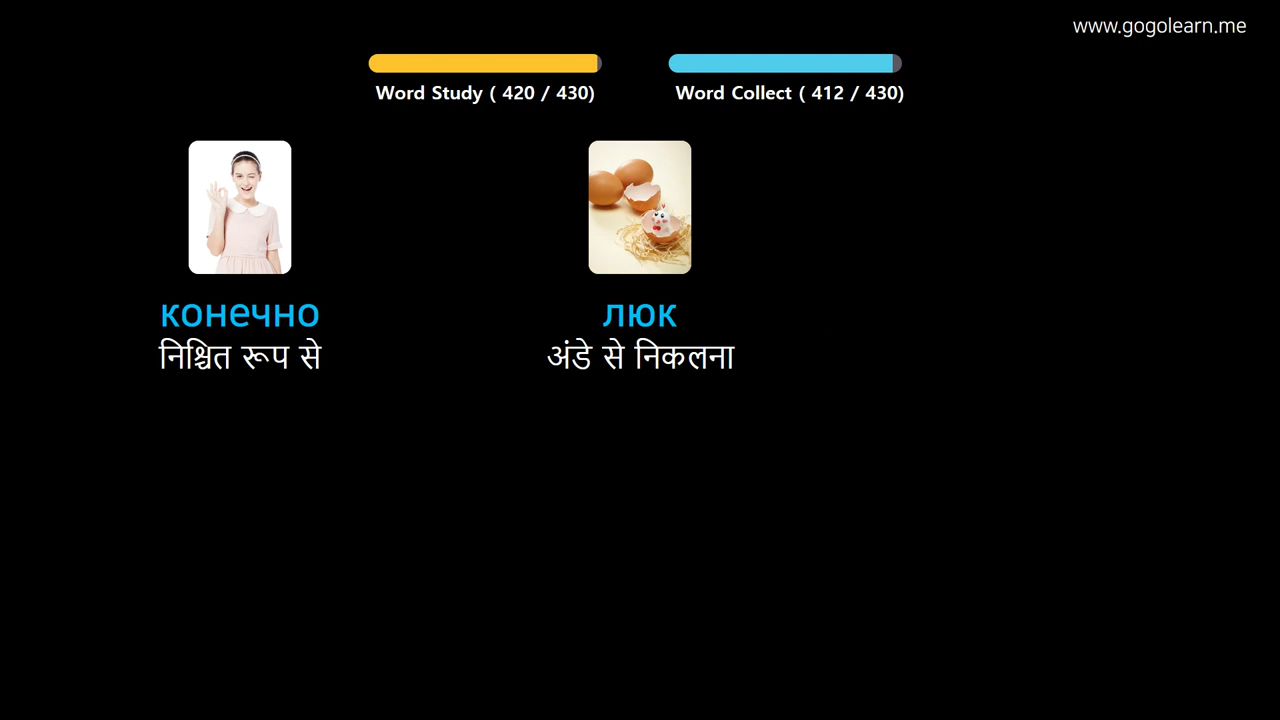 www.gogolearn.me
Word Study ( 420 / 430)
Word Collect ( 412 / 430)
конечно
निश्चित रूप से
люк
अंडे से निकलना